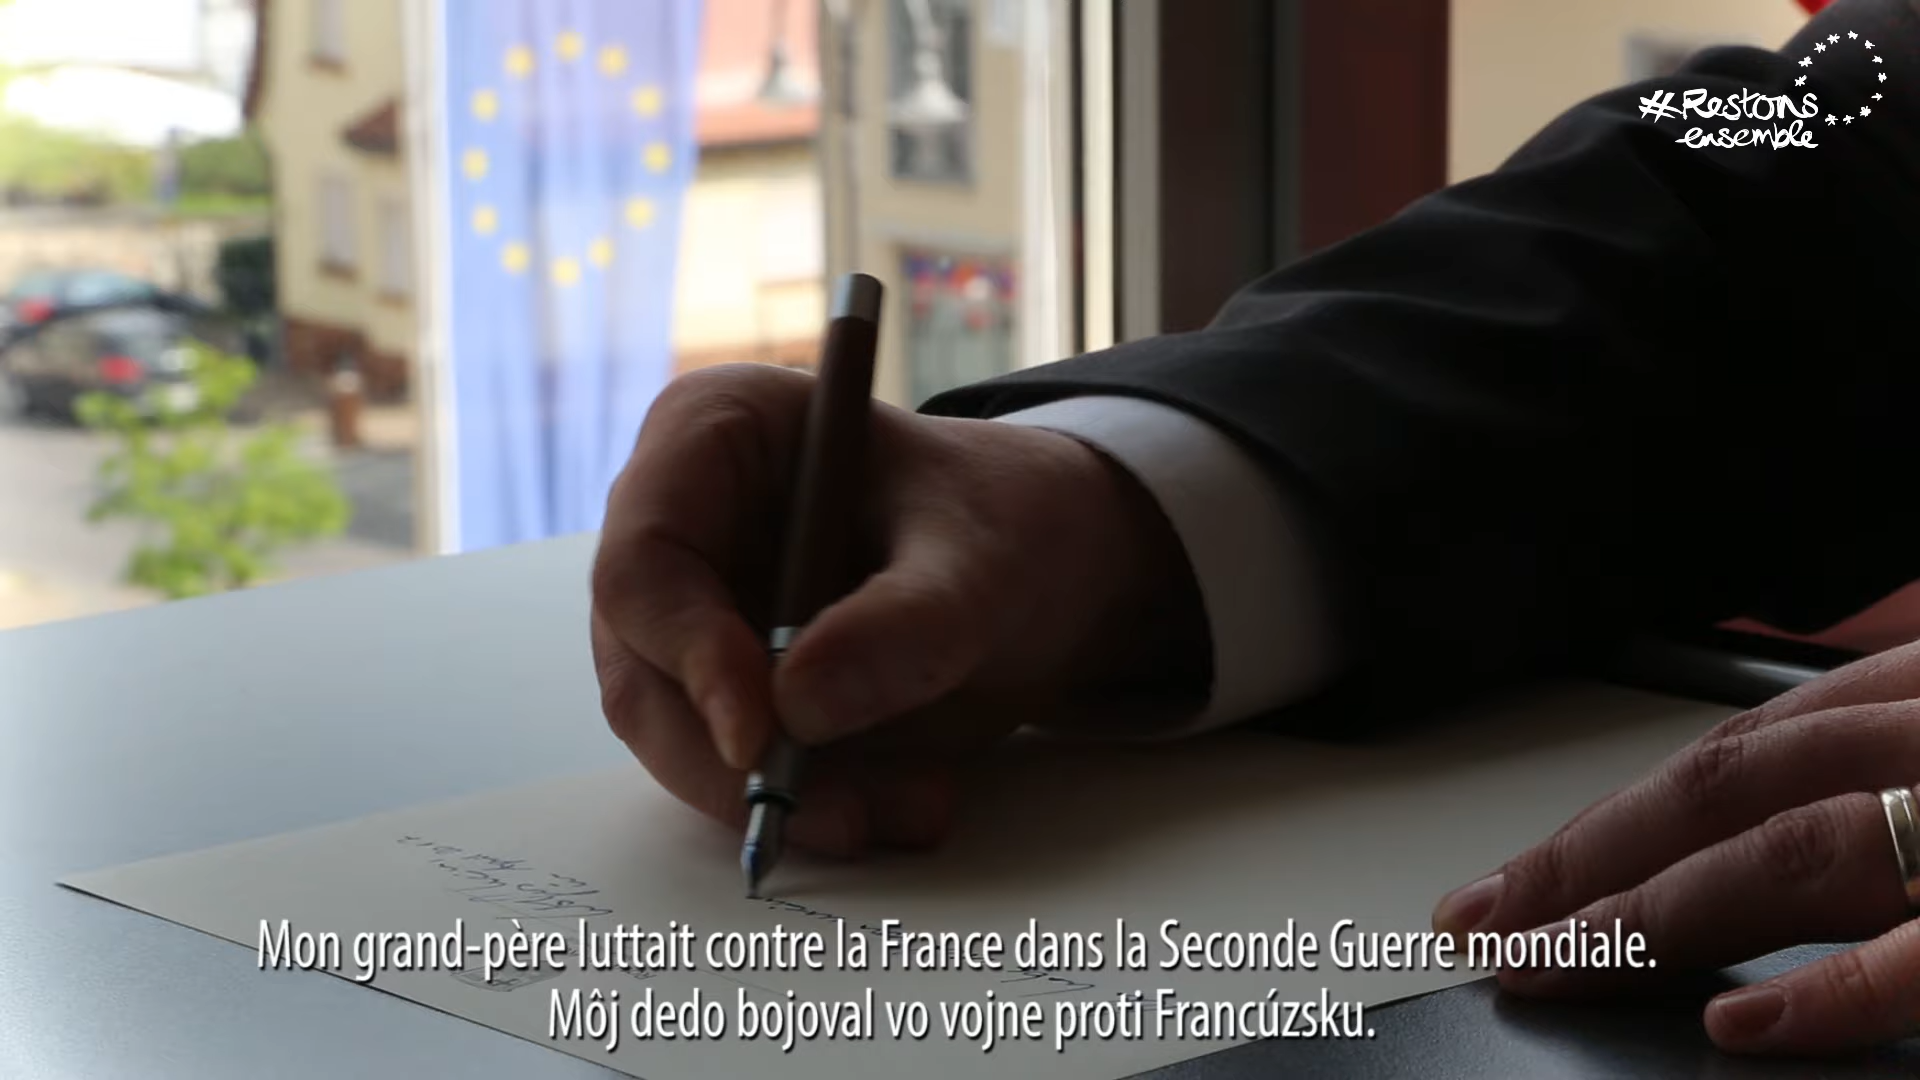 #Restons
ensemble
Mon grand-père luttait contre la France dans la Seconde Guerre mondiale.
Môj dedo bojoval vo vojne proti Francúzsku.